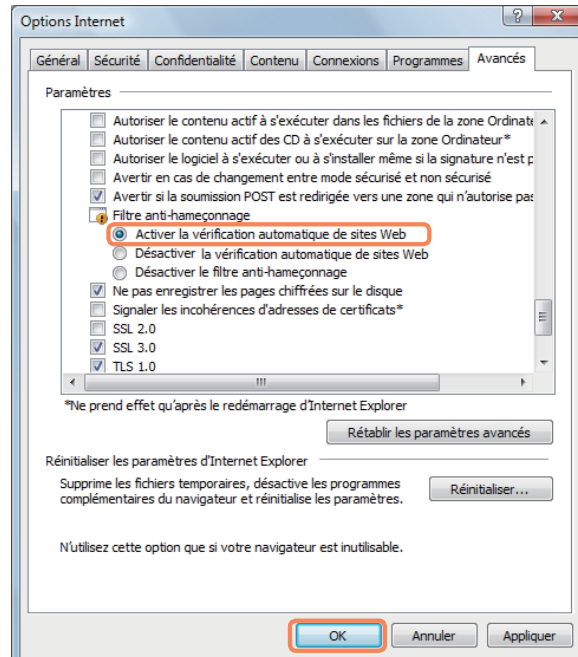 Options Internet
Général Sécurité Confidentialité Contenu Connexions Programmes Avancés
Paramètres
Autoriser le contenu actif à s'exécuter dans les fichiers de la zone Ordinate
Autoriser le contenu actif des CD à s'exécuter sur la zone Ordinateur*
Autoriser le logiciel à s'exécuter ou à s'installer même si la signature n'est p
Avertir en cas de changement entre mode sécurisé et non sécurisé
Avertir si la soumission POST est redirigée vers une zone qui n'autorise pas
Filtre anti-hameçonnage
Activer la vérification automatique de sites Web
Désactiver la vérification automatique de sites Web
Désactiver le filtre anti-hameçonnage
Ne pas enregistrer les pages chiffrées sur le disque
Signaler les incohérences d'adresses de certificats*
SSL 2.0
SSL 3.0
TLS 1.0
*Ne prend effet qu'après le redémarrage d'Internet Explorer
Rétablir les paramètres avancés
Réinitialiser les paramètres d'Internet Explorer
Supprime les fichiers temporaires, désactive les programmes
complémentaires du navigateur et réinitialise les paramètres.
Réinitialiser...
N'utilisez cette option que si votre navigateur est inutilisable.
OK Annuler Appliquer